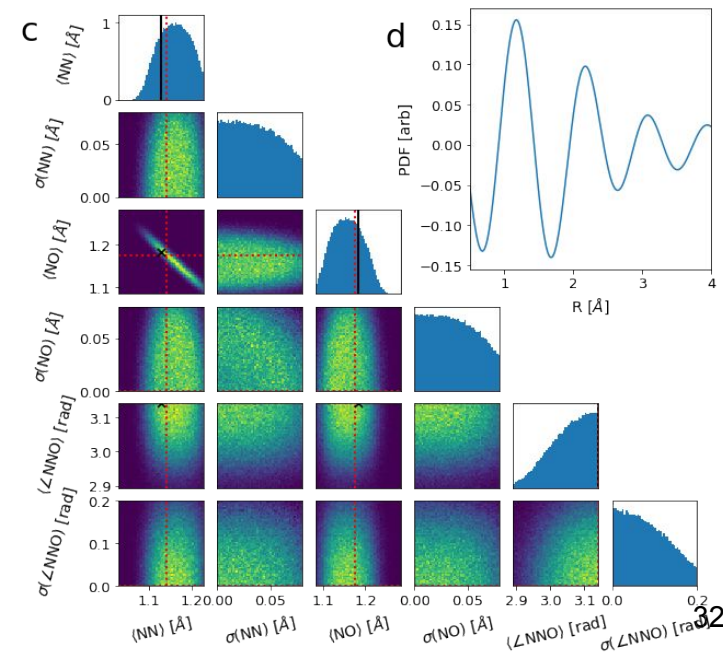 c
d
⟨NN⟩ [Å]
1
0
σ(NN) [Å]
0.05
0.00
⟨NO⟩ [Å]
1.2
1.1
σ(NO) [Å]
0.05
0.00
⟨∠NNO⟩ [rad]
3.1
3.0
2.9
σ(∠NNO) [rad]
0.2
0.1
0.0
1.1 1.20.00 0.05 1.1 1.2 0.00 0.05 2.9 3.0 3.1 0.0 0.2
⟨NN⟩ [Å] σ(NN) [Å] ⟨NO⟩ [Å] σ(NO) [Å] ⟨∠NNO⟩ [rad] σ(∠NNO) [rad]
PDF [arb]
0.15
0.10
0.05
0.00
−0.05
−0.10
−0.15
1 2 3 4
R [Å]
32